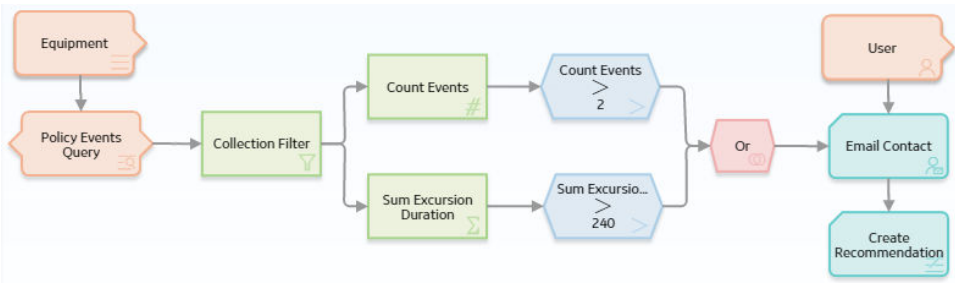 Equipment
Policy Events
Query
Collection Filter
Count Events
#
Sum Excursion
Duration
Σ
Count Events
>
2
>
Sum Excursio...
>
240
>
Or
User
Email Contact
Create
Recommendation